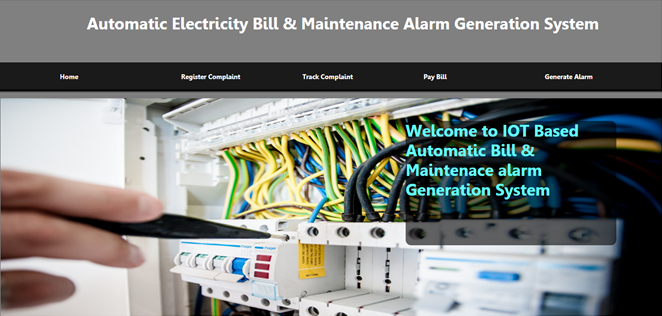 Automatic Electricity Bill & Maintenance Alarm Generation System
Home Register Complaint Track Complaint Pay Bill Generate Alarm
Welcome to IOT Based
Automatic Bill &
Maintenace alarm
Generation System